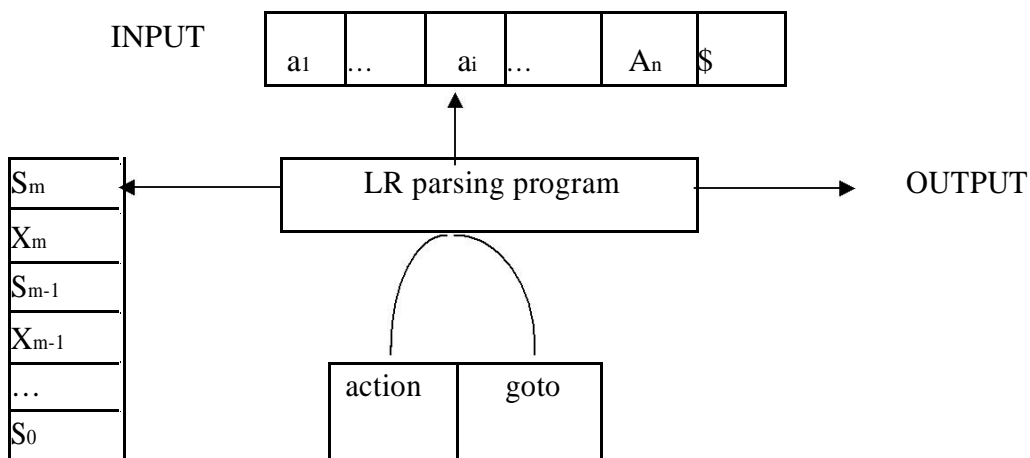 INPUT
a1 ... ai ... An $
Sm LR parsing program OUTPUT
Xm
Sm-1
Xm-1
action goto
...
S0